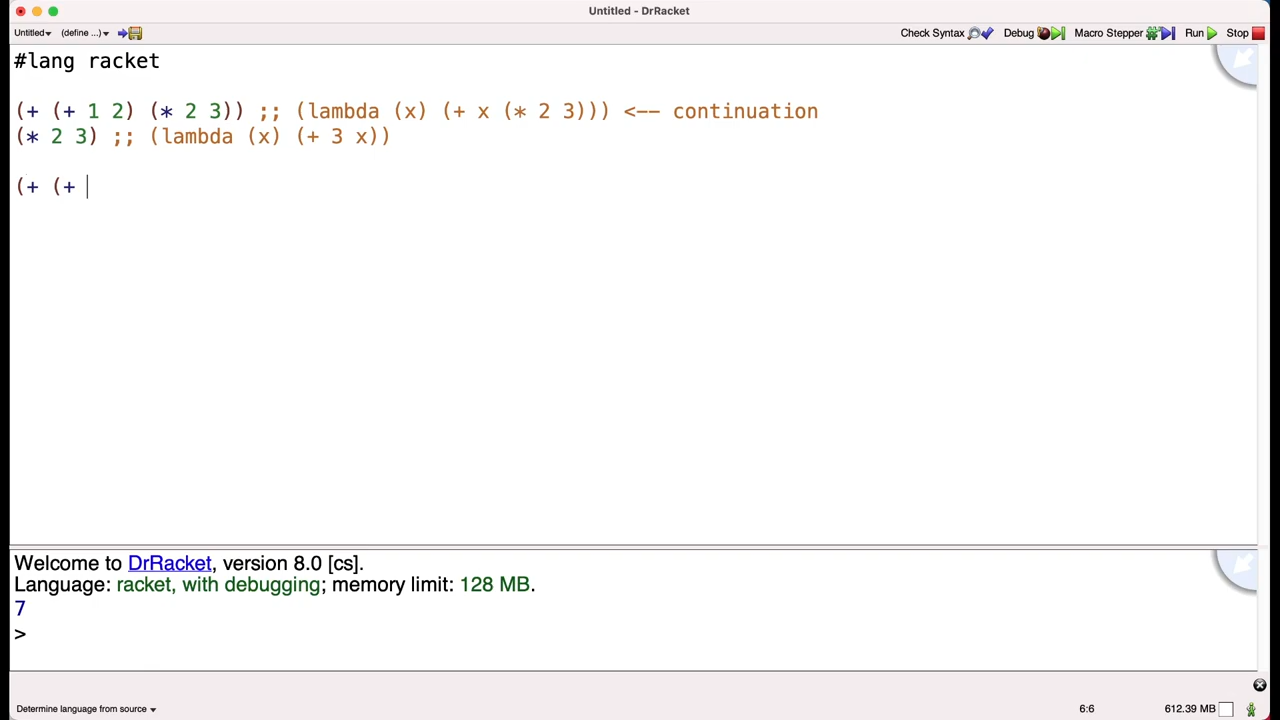 Untitled - DrRacket
Untitled (define ...) Check Syntax Debug Macro Stepper Run Stop
#lang racket
(+ (+ 1 2) (* 2 3)) ;; (lambda (x) (+ x (* 2 3))) <-- continuation
(* 2 3) ;; (lambda (x) (+ 3 x))
(+ (+
Welcome to DrRacket, version 8.0 [cs].
Language: racket, with debugging; memory limit: 128 MB.
7
>
Determine language from source 6:6 612.39 MB